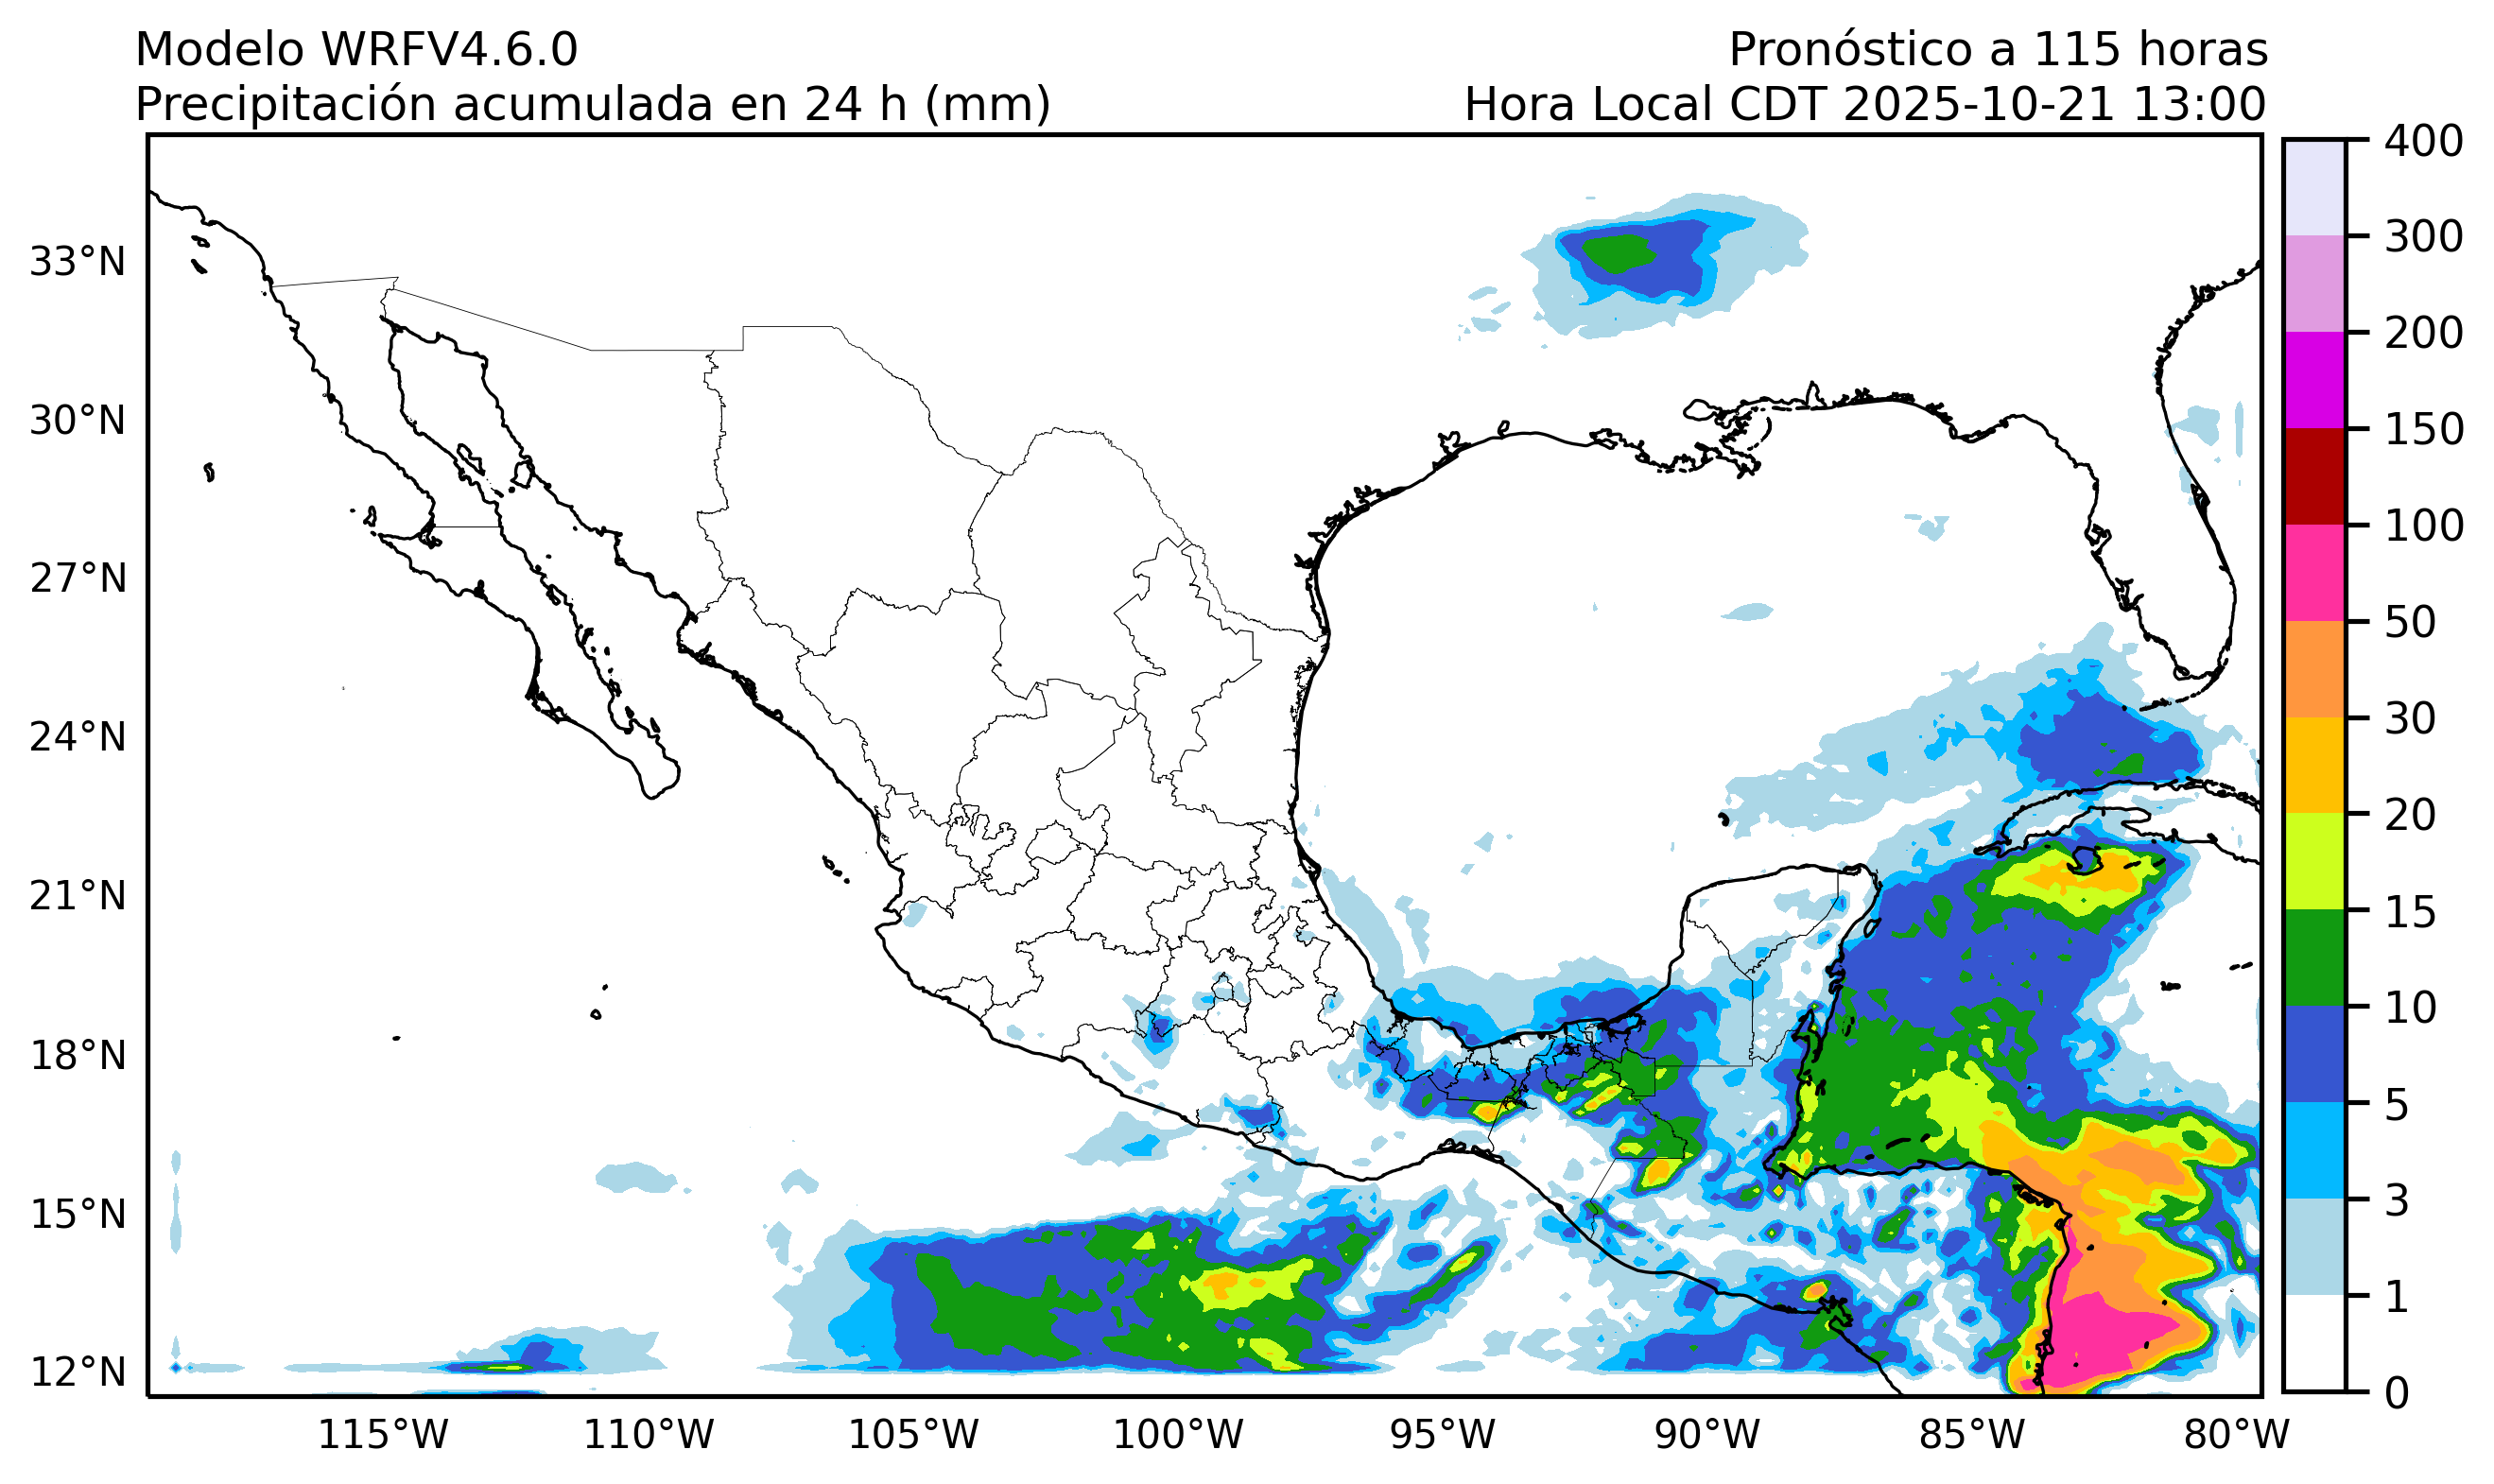 Modelo WRFV4.6.0
Pronóstico a 115 horas
Precipitación acumulada en 24 h (mm)
Hora Local CDT 2025-10-21 13:00
33°N
30°N
27°N
24°N
21°N
18°N
15°N
12°N
115°W
110°W
105°W
100°W
95°W
90°W
85°W
80°W
400
300
200
150
100
50
30
20
15
10
5
3
1
0